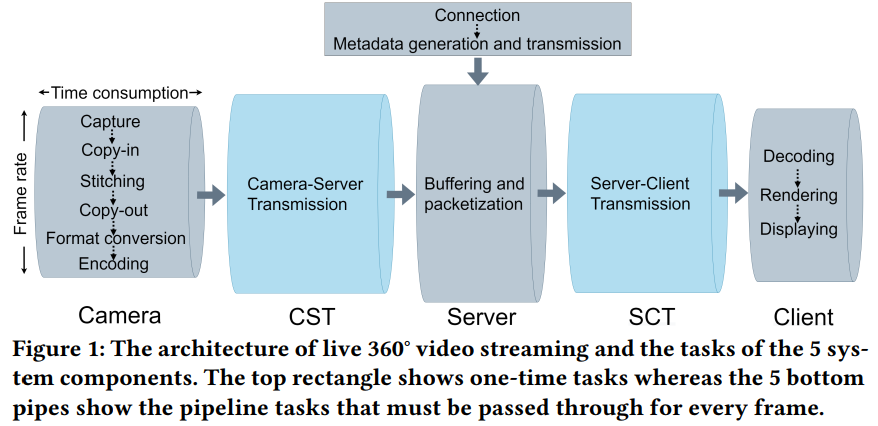 Connection
Metadata generation and transmission
←Time consumption→
Frame rate
Capture
Copy-in
Stitching
Copy-out
Format conversion
Encoding
Camera-Server
Transmission
Buffering and
packetization
Server-Client
Transmission
Decoding
Rendering
Displaying
Camera
CST
Server
SCT
Client
Figure 1: The architecture of live 360° video streaming and the tasks of the 5 sys-
tem components. The top rectangle shows one-time tasks whereas the 5 bottom
pipes show the pipeline tasks that must be passed through for every frame.